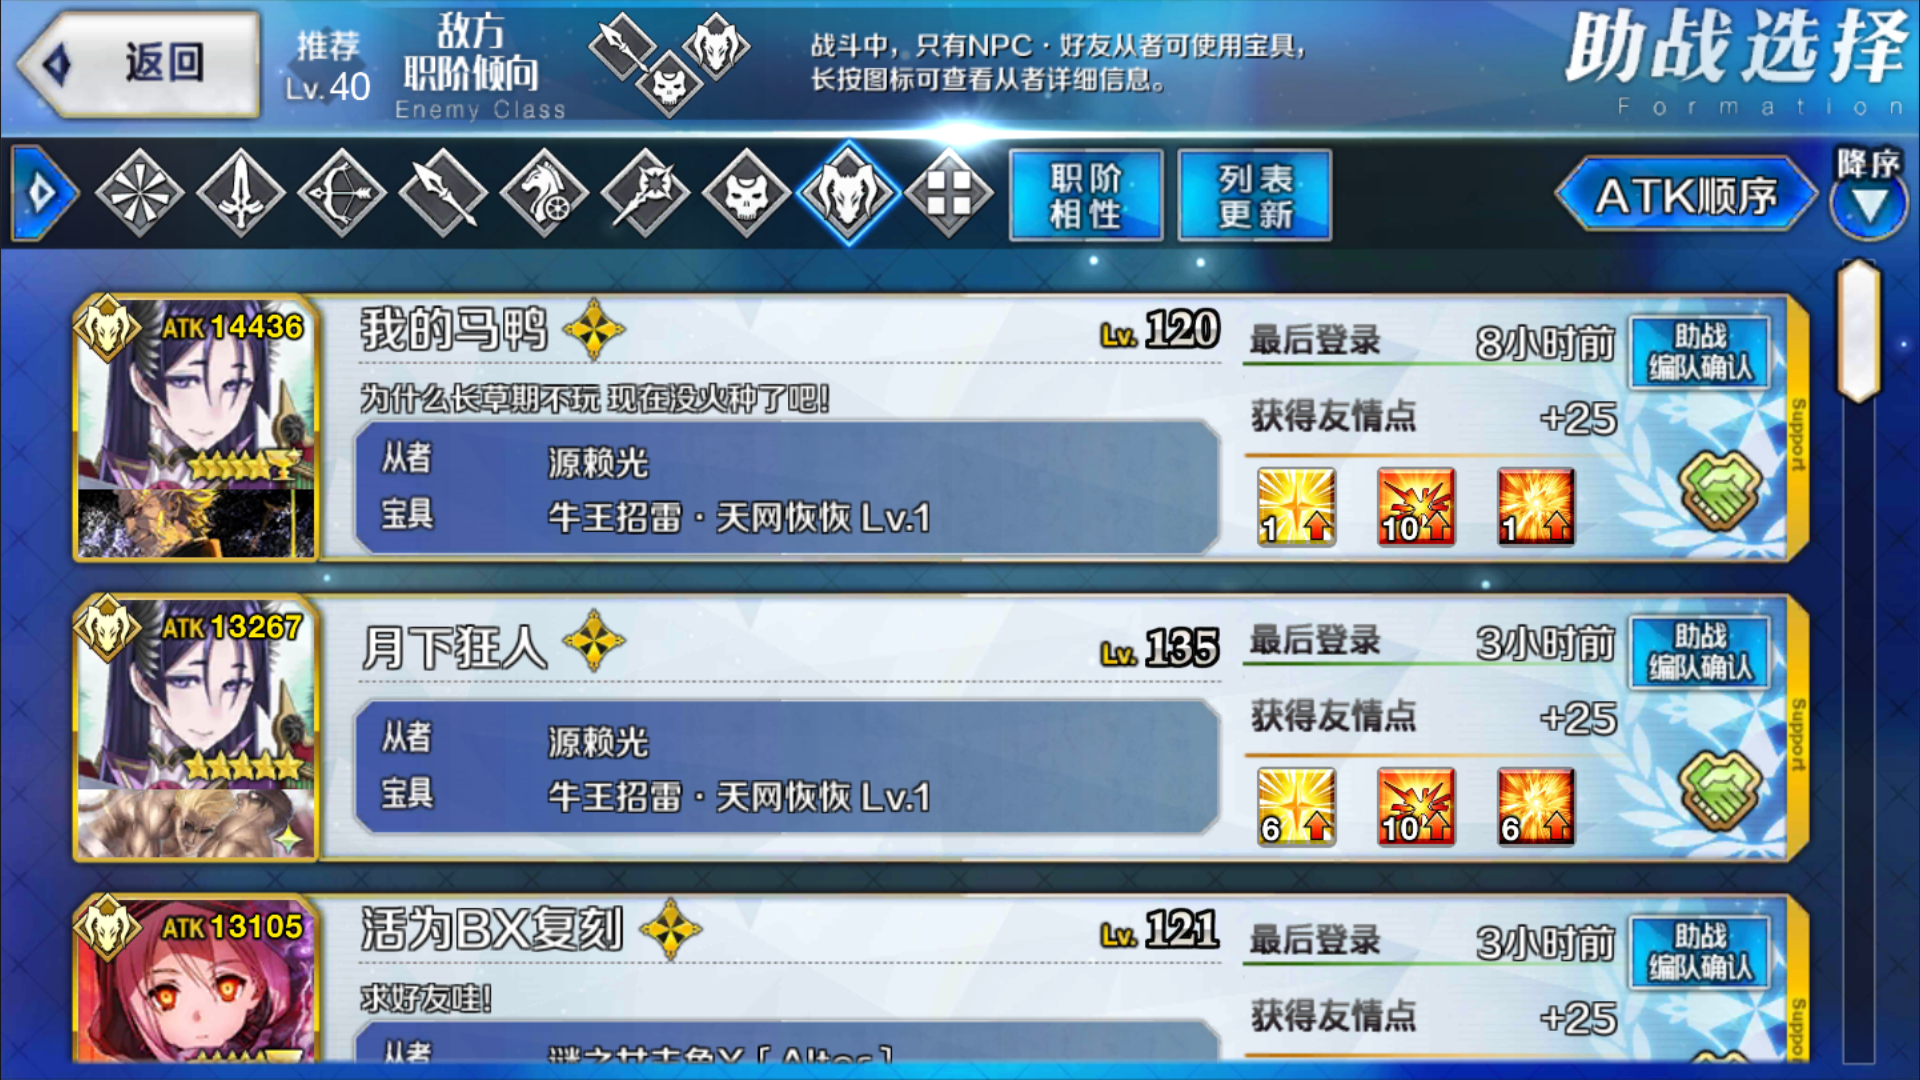 返回
推荐
Lv.40
敌方
职阶倾向
Enemy Class
战斗中，只有NPC·好友从者可使用宝具，
长按图标可查看从者详细信息。
助战选择
Formation
职阶
相性
列表
更新
ATK顺序
降序
ATK 14436
我的马鸭
Lv. 120
为什么长草期不玩 现在没火种了吧!
从者 源赖光
宝具 牛王招雷·天网恢恢 Lv.1
最后登录 8小时前
获得友情点 +25
1 10 1
助战
编队确认
Support
ATK 13267
月下狂人
Lv. 135
从者 源赖光
宝具 牛王招雷·天网恢恢 Lv.1
最后登录 3小时前
获得友情点 +25
6 10 6
助战
编队确认
Support
ATK 13105
活为BX复刻
Lv. 121
求好友哇!
从者 谜之女主角X「Alter」
最后登录 3小时前
获得友情点 +25
助战
编队确认
Support